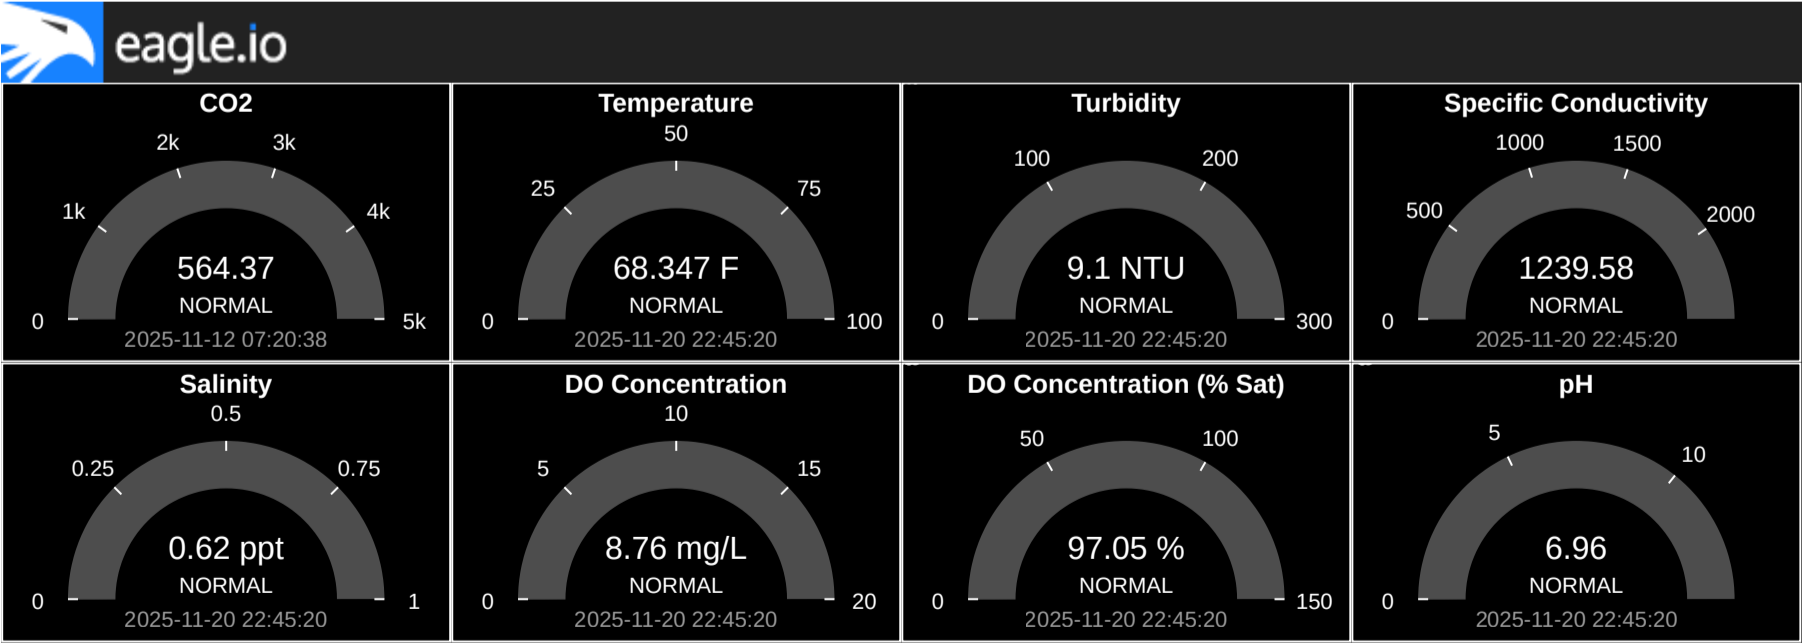 eagle.io
CO2
2k 3k
1k 4k
564.37
NORMAL
0 5k
2025-11-12 07:20:38
Temperature
50
25 75
68.347 F
NORMAL
0 100
2025-11-20 22:45:20
Turbidity
100 200
9.1 NTU
NORMAL
0 300
2025-11-20 22:45:20
Specific Conductivity
1000 1500
500 2000
1239.58
NORMAL
0
2025-11-20 22:45:20
Salinity
0.5
0.25 0.75
0.62 ppt
NORMAL
0 1
2025-11-20 22:45:20
DO Concentration
10
5 15
8.76 mg/L
NORMAL
0 20
2025-11-20 22:45:20
DO Concentration (% Sat)
50 100
97.05 %
NORMAL
0 150
2025-11-20 22:45:20
pH
5 10
6.96
NORMAL
0
2025-11-20 22:45:20